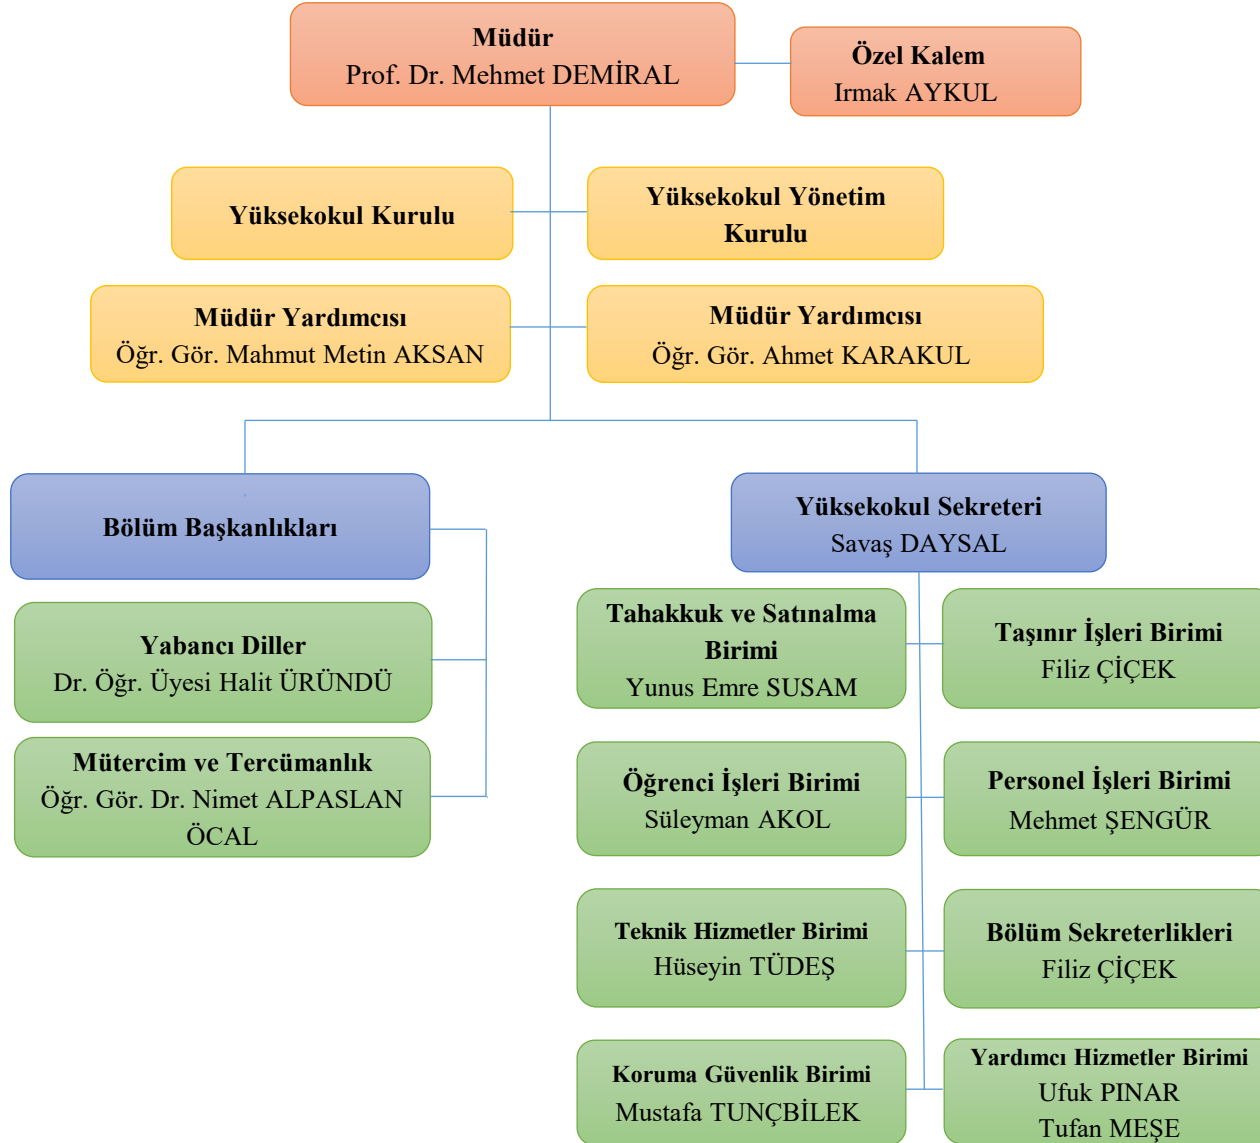 Müdür
Prof. Dr. Mehmet DEMİRAL
Özel Kalem
Irmak AYKUL
Yüksekokul Kurulu
Yüksekokul Yönetim
Kurulu
Müdür Yardımcısı
Öğr. Gör. Mahmut Metin AKSAN
Müdür Yardımcısı
Öğr. Gör. Ahmet KARAKUL
Bölüm Başkanlıkları
Yabancı Diller
Dr. Öğr. Üyesi Halit ÜRÜNDÜ
Mütercim ve Tercümanlık
Öğr. Gör. Dr. Nimet ALPASLAN
ÖCAL
Yüksekokul Sekreteri
Savaş DAYSAL
Tahakkuk ve Satınalma
Birimi
Yunus Emre SUSAM
Taşınır İşleri Birimi
Filiz ÇİÇEK
Öğrenci İşleri Birimi
Süleyman AKOL
Personel İşleri Birimi
Mehmet ŞENGÜR
Teknik Hizmetler Birimi
Hüseyin TÜDEŞ
Bölüm Sekreterlikleri
Filiz ÇİÇEK
Koruma Güvenlik Birimi
Mustafa TUNÇBİLEK
Yardımcı Hizmetler Birimi
Ufuk PINAR
Tufan MEŞE